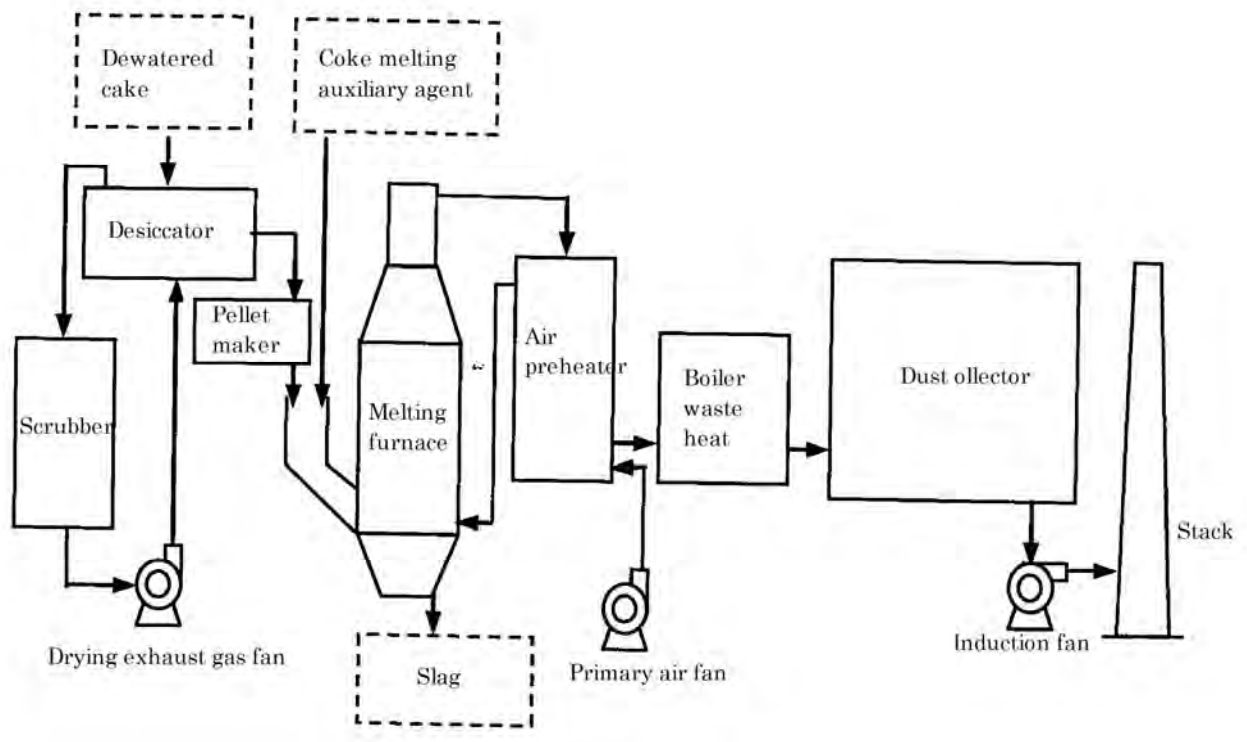 Dewatered
cake
Coke melting
auxiliary agent
Desiccator
Pellet
maker
Scrubber
Melting
furnace
Air
preheater
Boiler
waste
heat
Dust ollector
Stack
Drying exhaust gas fan
Slag
Primary air fan
Induction fan